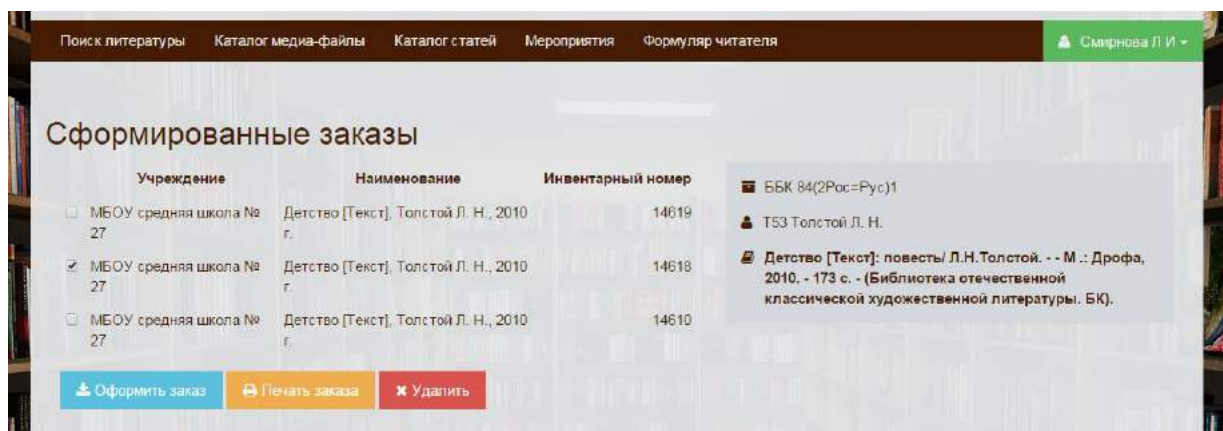 Поиск литературы Каталог медиа-файлы Каталог статей Мероприятия Формуляр читателя Смирнова Л И
Сформированные заказы
Учреждение Наименование Инвентарный номер
МБОУ средняя школа № 27 Детство [Текст], Толстой Л. Н., 2010 г. 14619
МБОУ средняя школа № 27 Детство [Текст], Толстой Л. Н., 2010 г. 14618
МБОУ средняя школа № 27 Детство [Текст], Толстой Л. Н., 2010 г. 14610
Оформить заказ Печать заказа Удалить
ББК 84(2Рос=Рус)1
Т53 Толстой Л. Н.
Детство [Текст]: повесть/ Л.Н.Толстой. - - М .: Дрофа,
2010. - 173 с. - (Библиотека отечественной
классической художественной литературы. БК).